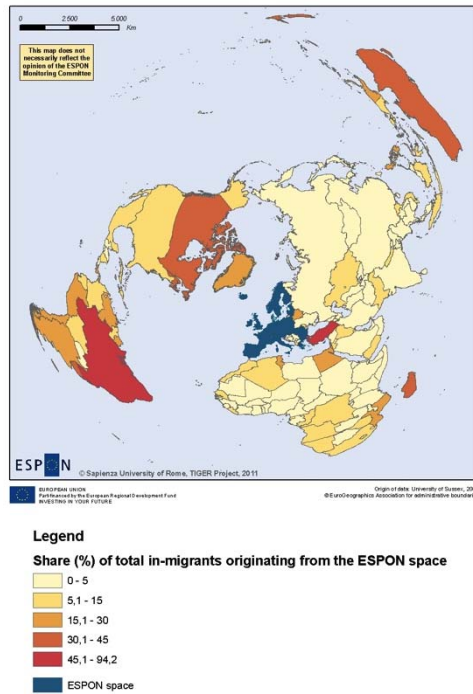 0 2.500 5.000
Km
This map does not
necessarily reflect the
opinion of the ESPON
Monitoring Committee
ESPON
© Sapienza University of Rome, TIGER Project, 2011
EUROPEAN UNION
Part-financed by the European Regional Development Fund
INVESTING IN YOUR FUTURE
Origin of data: University of Sussex, 200
© EuroGeographics Association for administrative boundari
Legend
Share (%) of total in-migrants originating from the ESPON space
0 - 5
5,1 - 15
15,1 - 30
30,1 - 45
45,1 - 94,2
ESPON space